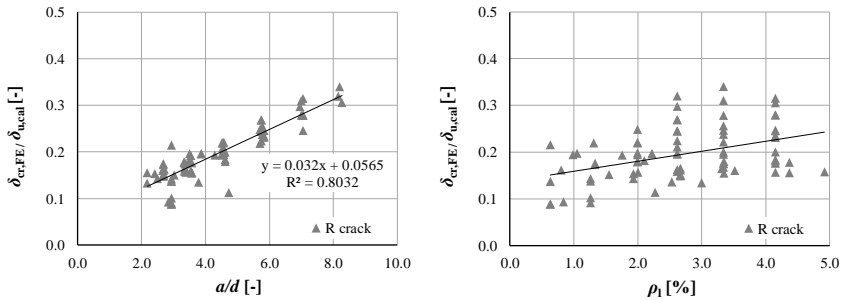 0.5
0.4
0.3
0.2
0.1
0.0
0.0 2.0 4.0 6.0 8.0 10.0
δcr,FE / δu,cal [-]
a/d [-]
y = 0.032x + 0.0565
R² = 0.8032
R crack
0.5
0.4
0.3
0.2
0.1
0.0
0.0 1.0 2.0 3.0 4.0 5.0
δcr,FE / δu,cal [-]
ρl [%]
R crack